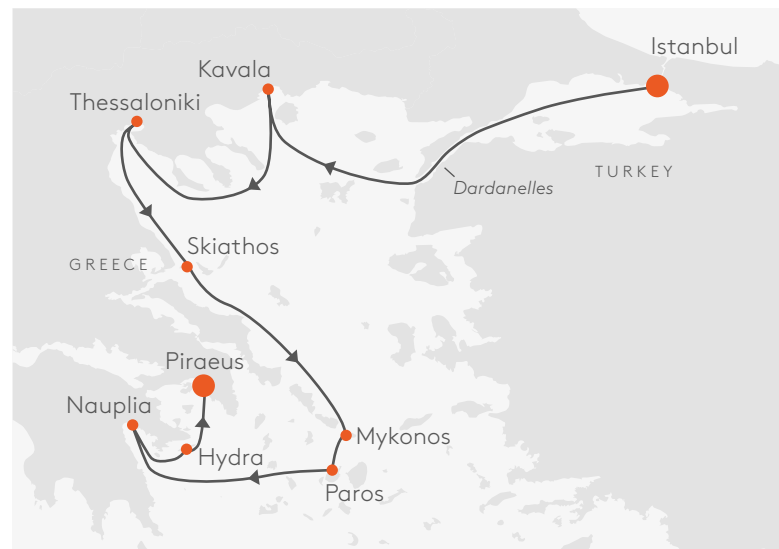 Istanbul
Kavala
Thessaloniki
TURKEY
Dardanelles
Skiathos
GREECE
Piraeus
Nauplia
Mykonos
Hydra
Paros